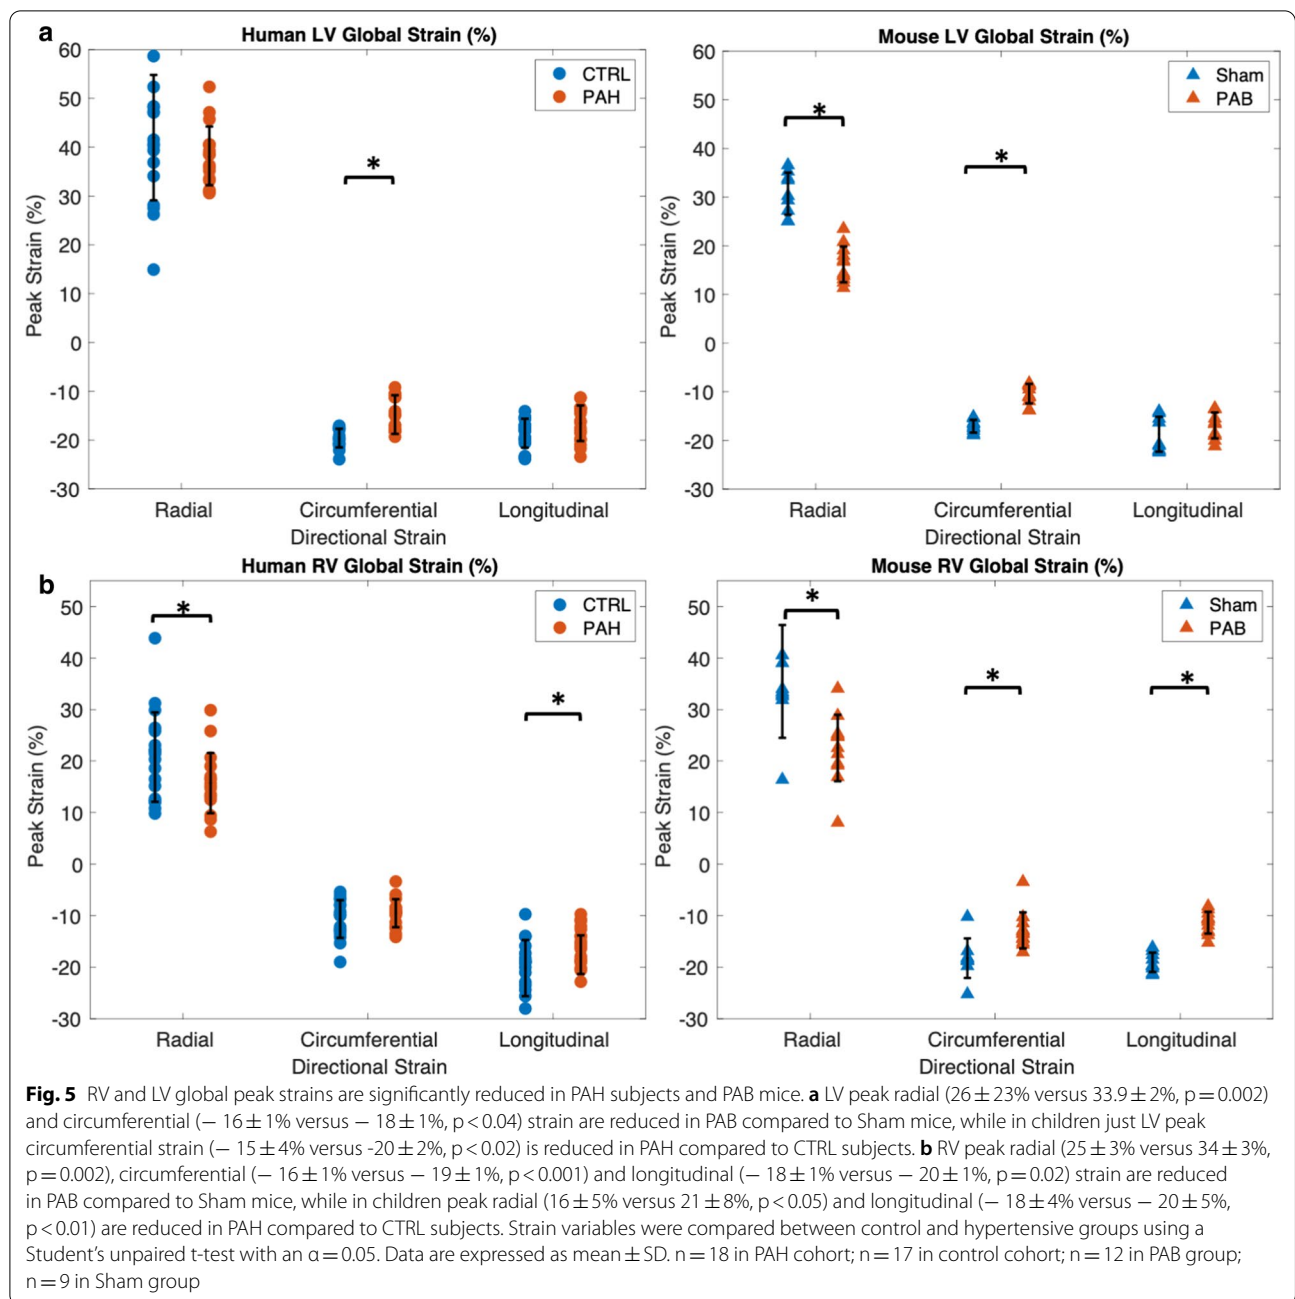 a
Human LV Global Strain (%)
60
50
40
30
20
10
0
-10
-20
-30
Peak Strain (%)
CTRL
PAH
*
Radial
Circumferential
Longitudinal
Directional Strain
Mouse LV Global Strain (%)
60
50
40
30
20
10
0
-10
-20
-30
Peak Strain (%)
Sham
PAB
*
*
Radial
Circumferential
Longitudinal
Directional Strain
b
Human RV Global Strain (%)
50
40
30
20
10
0
-10
-20
-30
Peak Strain (%)
CTRL
PAH
*
*
Radial
Circumferential
Longitudinal
Directional Strain
Mouse RV Global Strain (%)
50
40
30
20
10
0
-10
-20
-30
Peak Strain (%)
Sham
PAB
*
*
*
Radial
Circumferential
Longitudinal
Directional Strain
Fig. 5 RV and LV global peak strains are significantly reduced in PAH subjects and PAB mice. a LV peak radial (26 ± 23% versus 33.9 ± 2%, p = 0.002)
and circumferential (− 16 ± 1% versus − 18 ± 1%, p < 0.04) strain are reduced in PAB compared to Sham mice, while in children just LV peak
circumferential strain (− 15 ± 4% versus -20 ± 2%, p < 0.02) is reduced in PAH compared to CTRL subjects. b RV peak radial (25 ± 3% versus 34 ± 3%,
p = 0.002), circumferential (− 16 ± 1% versus − 19 ± 1%, p < 0.001) and longitudinal (− 18 ± 1% versus − 20 ± 1%, p = 0.02) strain are reduced
in PAB compared to Sham mice, while in children peak radial (16 ± 5% versus 21 ± 8%, p < 0.05) and longitudinal (− 18 ± 4% versus − 20 ± 5%,
p < 0.01) are reduced in PAH compared to CTRL subjects. Strain variables were compared between control and hypertensive groups using a
Student's unpaired t-test with an α = 0.05. Data are expressed as mean ± SD. n = 18 in PAH cohort; n = 17 in control cohort; n = 12 in PAB group;
n = 9 in Sham group